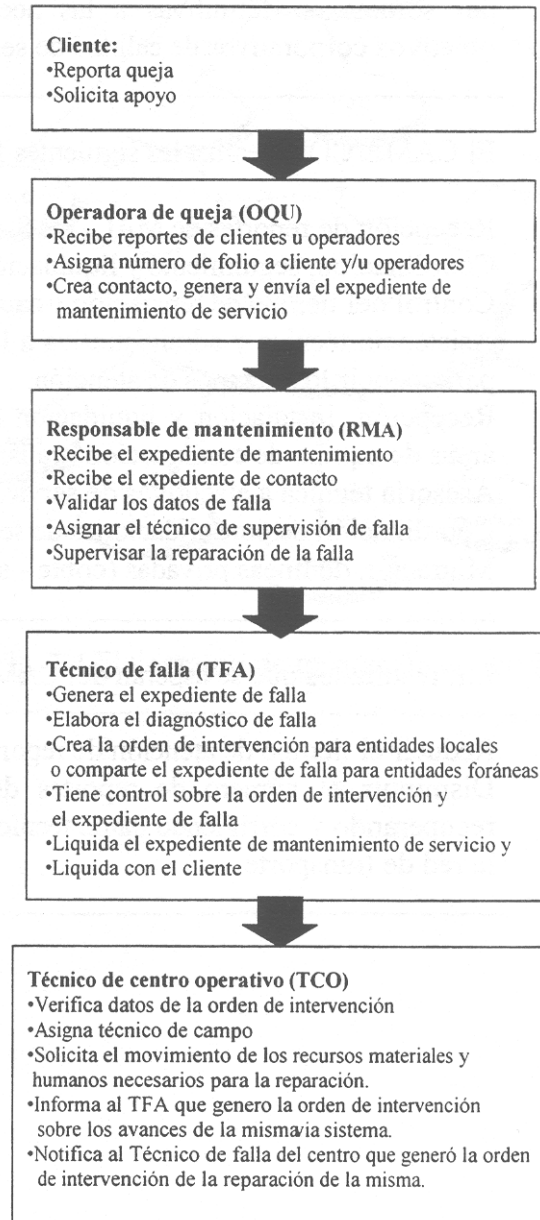 Cliente:
•Reporta queja
•Solicita apoyo
Operadora de queja (OQU)
•Recibe reportes de clientes u operadores
•Asigna número de folio a cliente y/u operadores
•Crea contacto, genera y envía el expediente de
mantenimiento de servicio
Responsable de mantenimiento (RMA)
•Recibe el expediente de mantenimiento
•Recibe el expediente de contacto
•Validar los datos de falla
•Asignar el técnico de supervisión de falla
•Supervisar la reparación de la falla
Técnico de falla (TFA)
•Genera el expediente de falla
•Elabora el diagnóstico de falla
•Crea la orden de intervención para entidades locales
o comparte el expediente de falla para entidades foráneas
•Tiene control sobre la orden de intervención y
el expediente de falla
•Liquida el expediente de mantenimiento de servicio y
•Liquida con el cliente
Técnico de centro operativo (TCO)
•Verifica datos de la orden de intervención
•Asigna técnico de campo
•Solicita el movimiento de los recursos materiales y
humanos necesarios para la reparación.
•Informa al TFA que genero la orden de intervención
sobre los avances de la misma via sistema.
•Notifica al Técnico de falla del centro que generó la orden
de intervención de la reparación de la misma.